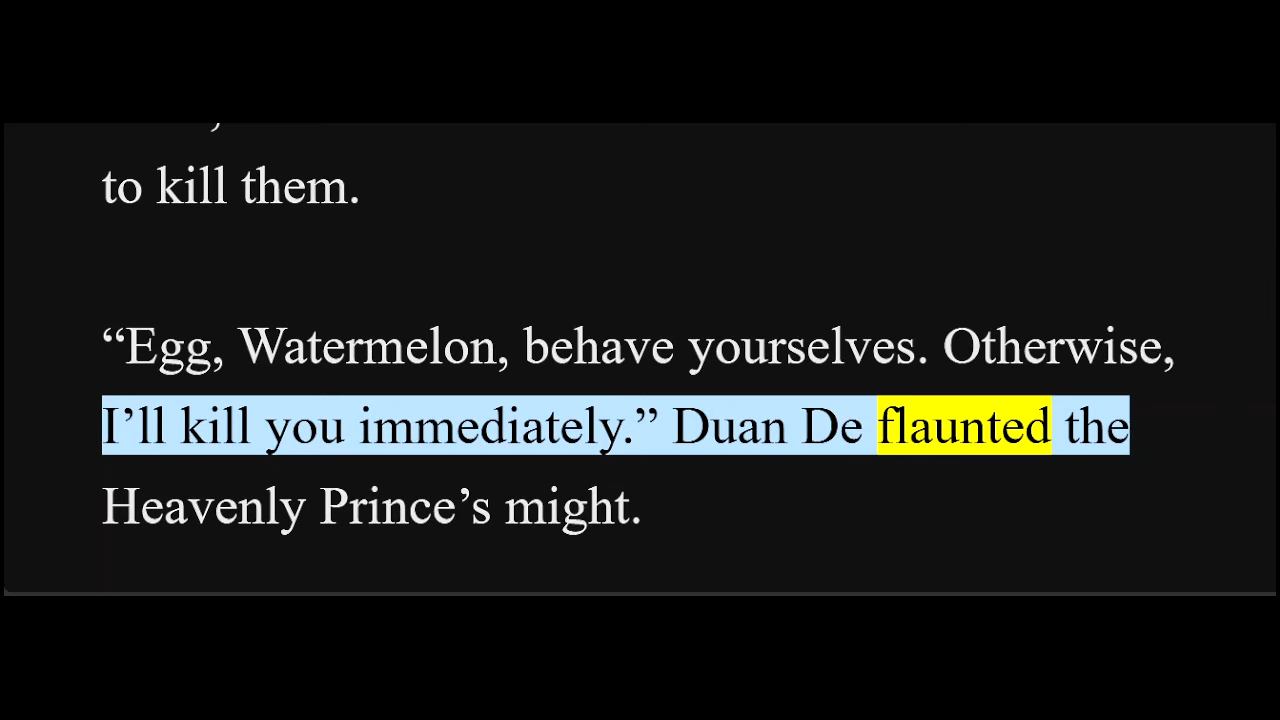 to kill them.
“Egg, Watermelon, behave yourselves. Otherwise,
I’ll kill you immediately.” Duan De flaunted the
Heavenly Prince’s might.